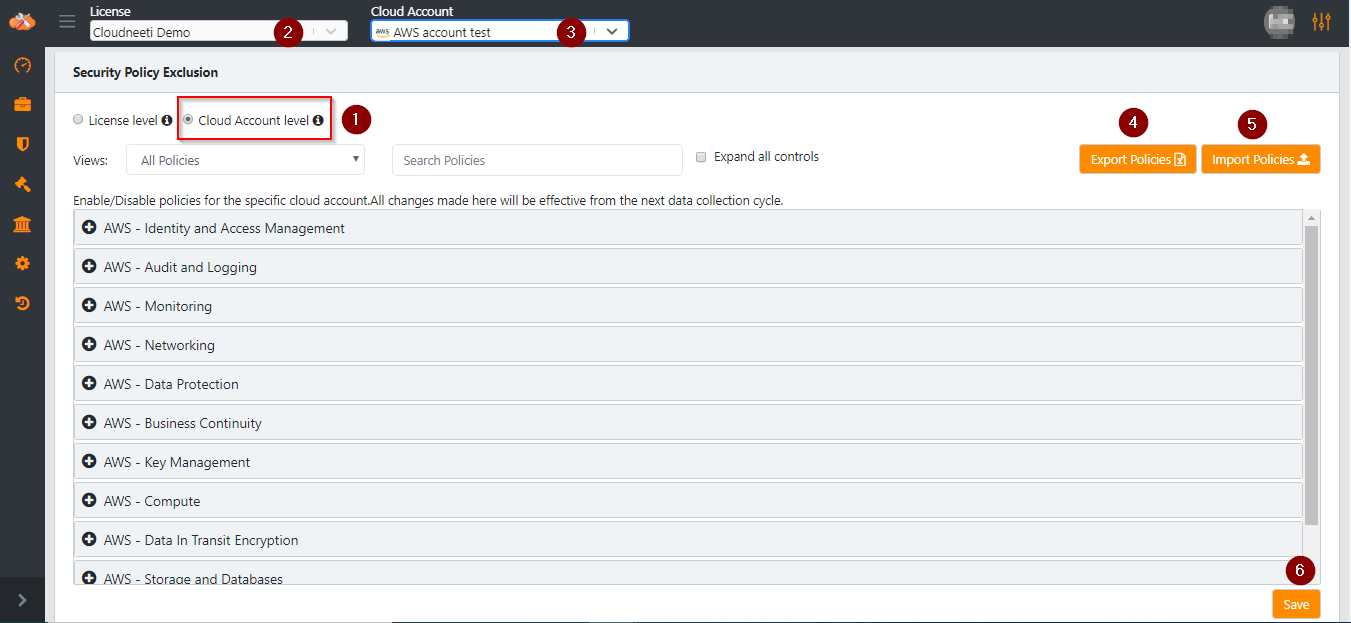 License
Cloud Account
Cloudneeti Demo
2
aws AWS account test
3
Security Policy Exclusion
License level
Cloud Account level
1
4
5
Views:
All Policies
Search Policies
Expand all controls
Export Policies
Import Policies
Enable/Disable policies for the specific cloud account.All changes made here will be effective from the next data collection cycle.
AWS - Identity and Access Management
AWS - Audit and Logging
AWS - Monitoring
AWS - Networking
AWS - Data Protection
AWS - Business Continuity
AWS - Key Management
AWS - Compute
AWS - Data In Transit Encryption
AWS - Storage and Databases
6
Save